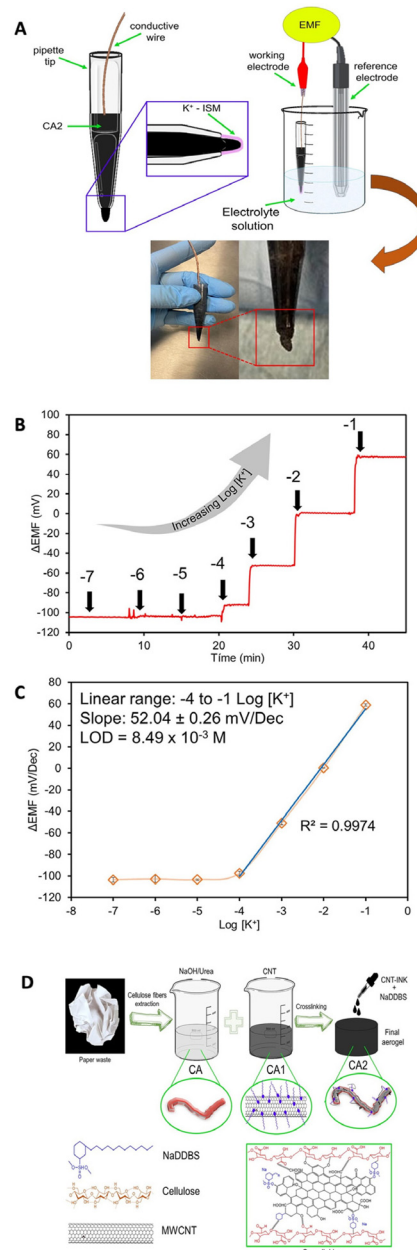 A
conductive
wire
pipette
tip
CA2
K⁺ - ISM
EMF
working
electrode
reference
electrode
Electrolyte
solution
B
ΔEMF (mV)
100
80
60
40
20
0
-20
-40
-60
-80
-100
-120
-7
-6
-5
-4
-3
-2
-1
Increasing Log [K⁺]
0
10
20
30
40
Time (min)
C
ΔEMF (mV/Dec)
80
60
40
20
0
-20
-40
-60
-80
-100
-120
Linear range: -4 to -1 Log [K⁺]
Slope: 52.04 ± 0.26 mV/Dec
LOD = 8.49 x 10⁻³ M
R² = 0.9974
-8
-7
-6
-5
-4
-3
-2
-1
0
Log [K⁺]
D
Paper waste
Cellulose fibers
extraction
NaOH/Urea
CNT
Crosslinking
CNT-INK
+
NaDDBS
Final
aerogel
CA
CA1
CA2
NaDDBS
Cellulose
MWCNT